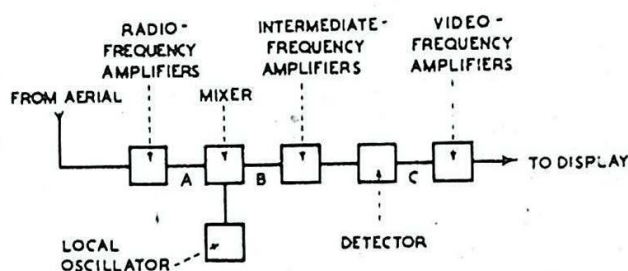 RADIO-
FREQUENCY
AMPLIFIERS
INTERMEDIATE-
FREQUENCY
AMPLIFIERS
VIDEO-
FREQUENCY
AMPLIFIERS
FROM AERIAL
MIXER
A
B
C
TO DISPLAY
LOCAL
OSCILLATOR
DETECTOR